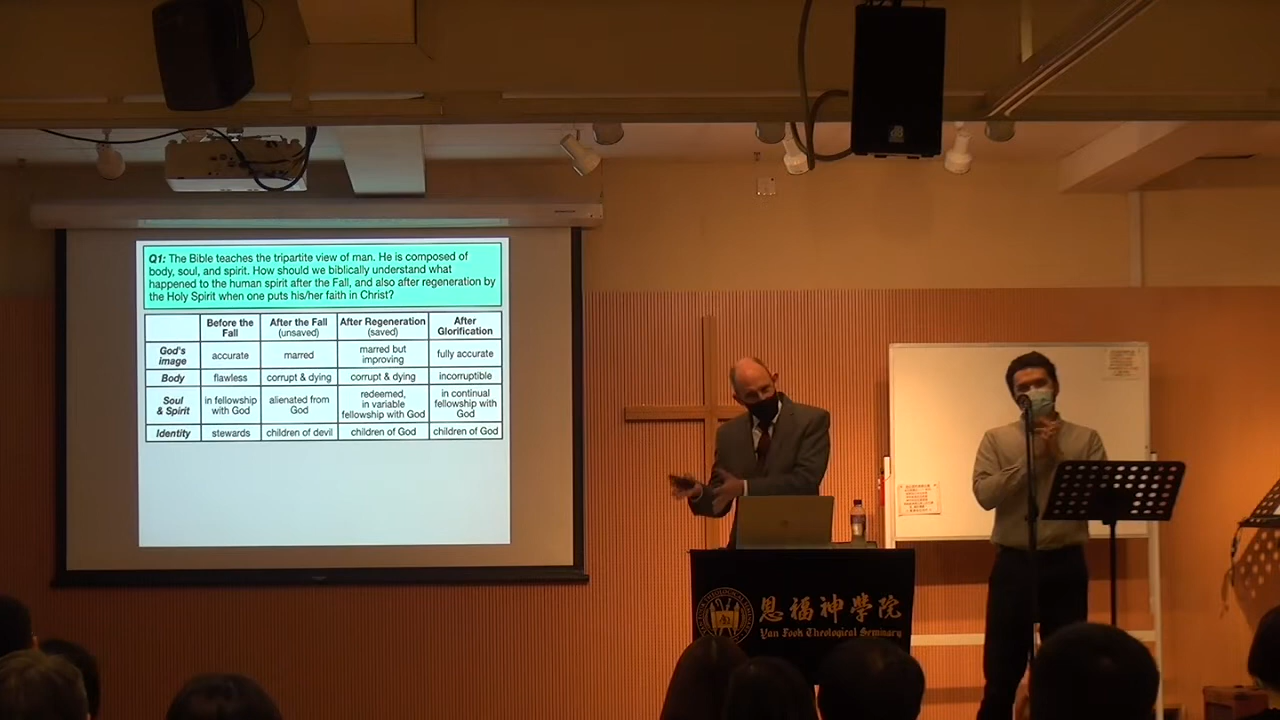 Q1: The Bible teaches the tripartite view of man. He is composed of
body, soul, and spirit. How should we biblically understand what
happened to the human spirit after the Fall, and also after regeneration by
the Holy Spirit when one puts his/her faith in Christ?
Before the Fall
After the Fall (unsaved)
After Regeneration (saved)
After Glorification
God's image
accurate
marred
marred but improving
fully accurate
Body
flawless
corrupt & dying
corrupt & dying
incorruptible
Soul & Spirit
in fellowship with God
alienated from God
redeemed, in variable fellowship with God
in continual fellowship with God
Identity
stewards
children of devil
children of God
children of God
恩福神學院
Yan Fook Theological Seminary